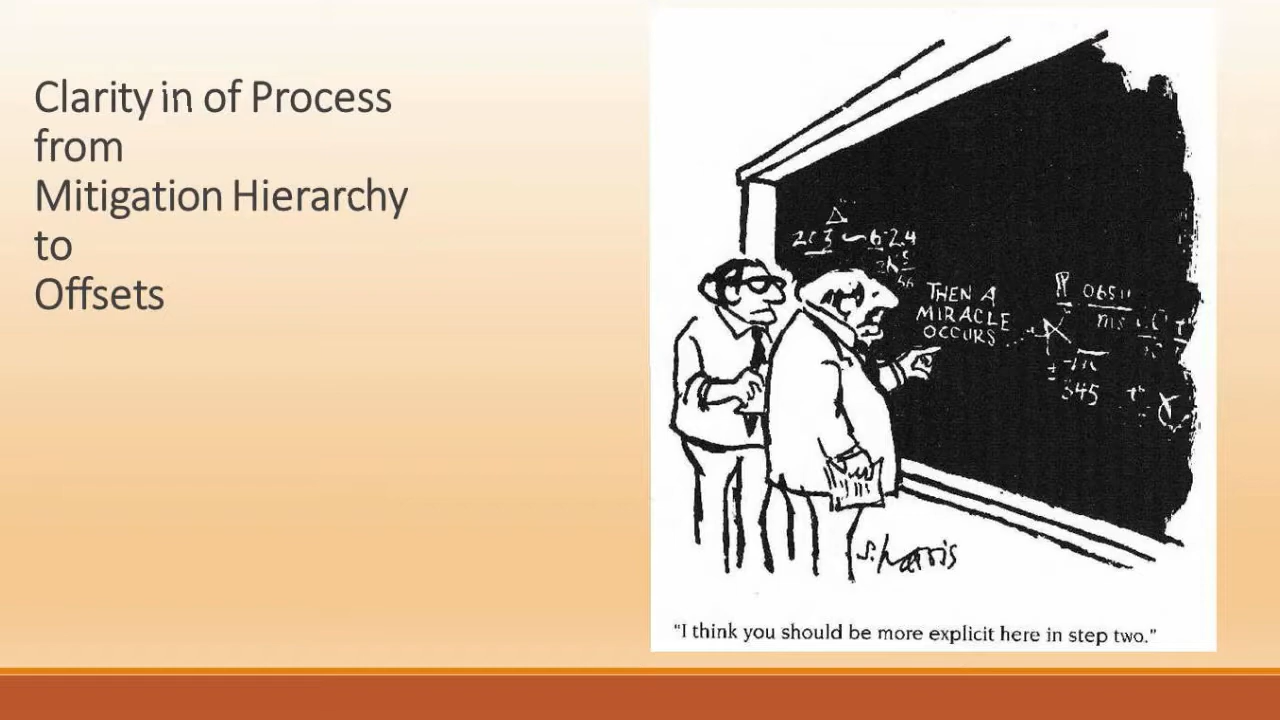 Clarity in of Process
from
Mitigation Hierarchy
to
Offsets
THEN A
MIRACLE
OCCURS...
S. Harris
"I think you should be more explicit here in step two."